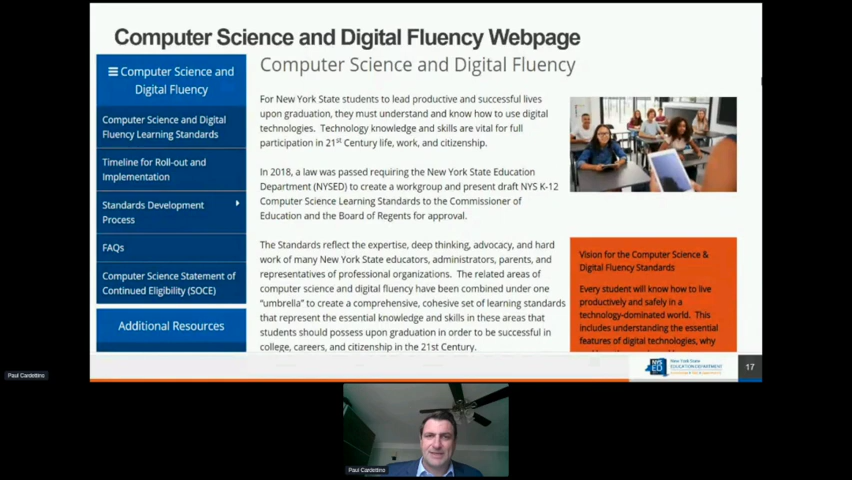 Computer Science and Digital Fluency Webpage
Computer Science and
Digital Fluency
Computer Science and Digital
Fluency Learning Standards
Timeline for Roll-out and
Implementation
Standards Development
Process
FAQs
Computer Science Statement of
Continued Eligibility (SOCE)
Additional Resources
Computer Science and Digital Fluency
For New York State students to lead productive and successful lives
upon graduation, they must understand and know how to use digital
technologies. Technology knowledge and skills are vital for full
participation in 21st Century life, work, and citizenship.
In 2018, a law was passed requiring the New York State Education
Department (NYSED) to create a workgroup and present draft NYS K-12
Computer Science Learning Standards to the Commissioner of
Education and the Board of Regents for approval.
The Standards reflect the expertise, deep thinking, advocacy, and hard
work of many New York State educators, administrators, parents, and
representatives of professional organizations. The related areas of
computer science and digital fluency have been combined under one
"umbrella" to create a comprehensive, cohesive set of learning standards
that represent the essential knowledge and skills in these areas that
students should possess upon graduation in order to be successful in
college, careers, and citizenship in the 21st Century.
Vision for the Computer Science &
Digital Fluency Standards
Every student will know how to live
productively and safely in a
technology-dominated world. This
includes understanding the essential
features of digital technologies, why
NYS
ED
New York State
EDUCATION DEPARTMENT
17
Paul Cardettino
Paul Cardettino